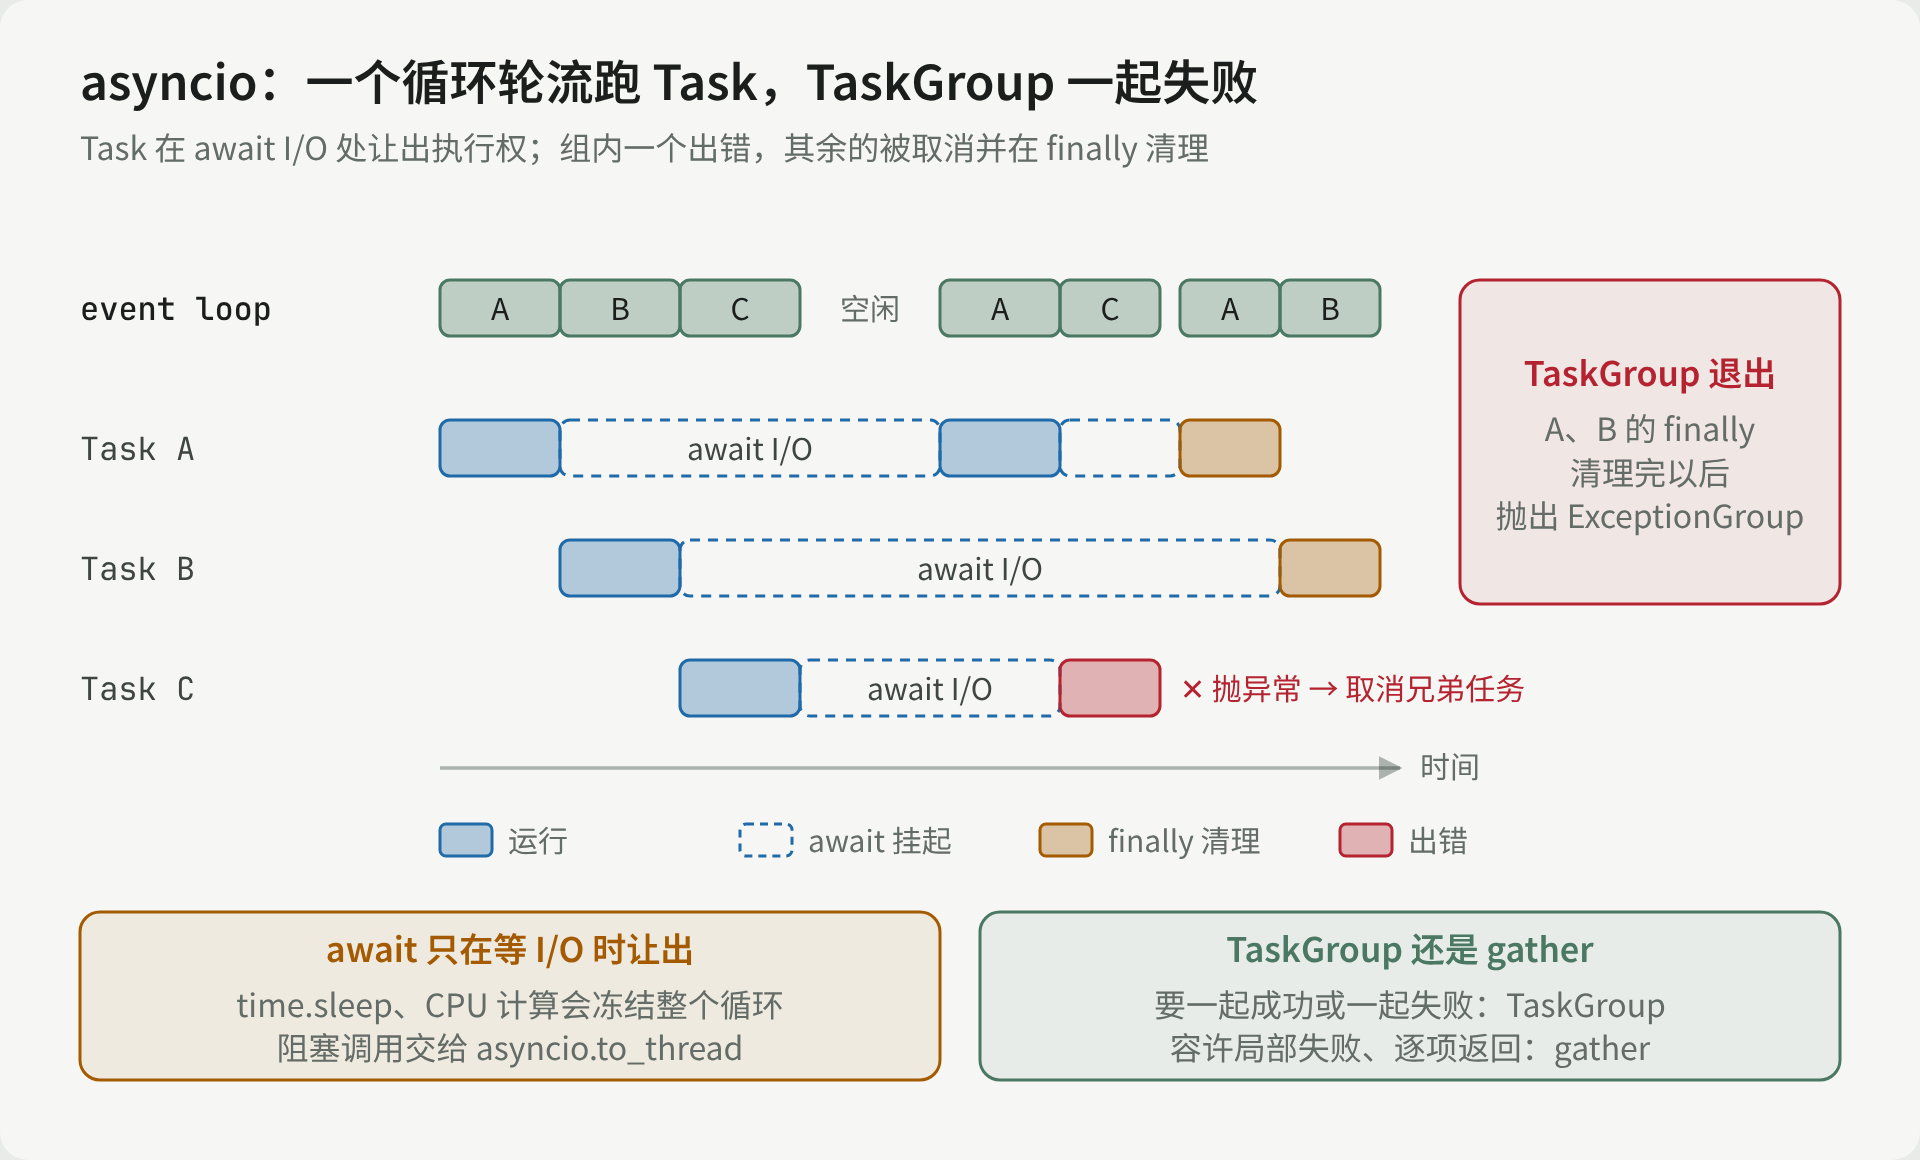 asyncio：一个循环轮流跑 Task，TaskGroup 一起失败
Task 在 await I/O 处让出执行权；组内一个出错，其余的被取消并在 finally 清理
event loop
A
B
C
空闲
A
C
A
B
Task A
await I/O
Task B
await I/O
Task C
await I/O
× 抛异常 → 取消兄弟任务
TaskGroup 退出
A、B 的 finally
清理完以后
抛出 ExceptionGroup
时间
运行
await 挂起
finally 清理
出错
await 只在等 I/O 时让出
time.sleep、CPU 计算会冻结整个循环
阻塞调用交给 asyncio.to_thread
TaskGroup 还是 gather
要一起成功或一起失败：TaskGroup
容许局部失败、逐项返回：gather